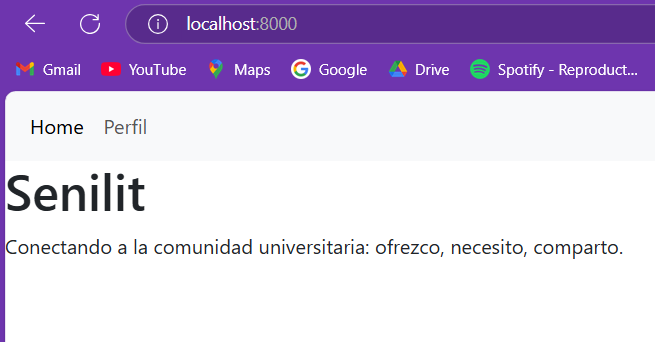 localhost:8000
Gmail YouTube Maps Google Drive Spotify - Reproduct...
Home Perfil
Senilit
Conectando a la comunidad universitaria: ofrezco, necesito, comparto.